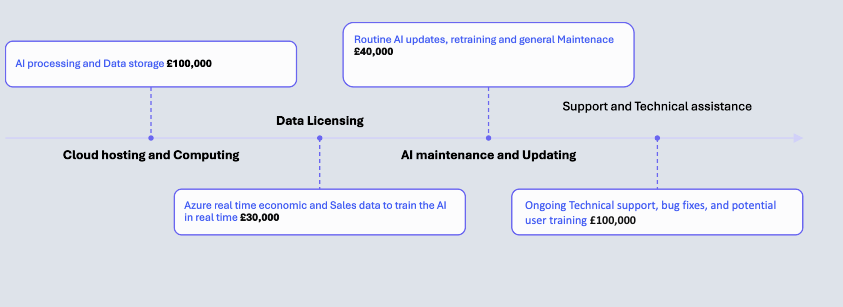 Routine AI updates, retraining and general Maintenace
£40,000
AI processing and Data storage £100,000
Support and Technical assistance
Data Licensing
Cloud hosting and Computing
AI maintenance and Updating
Azure real time economic and Sales data to train the AI
in real time £30,000
Ongoing Technical support, bug fixes, and potential
user training £100,000